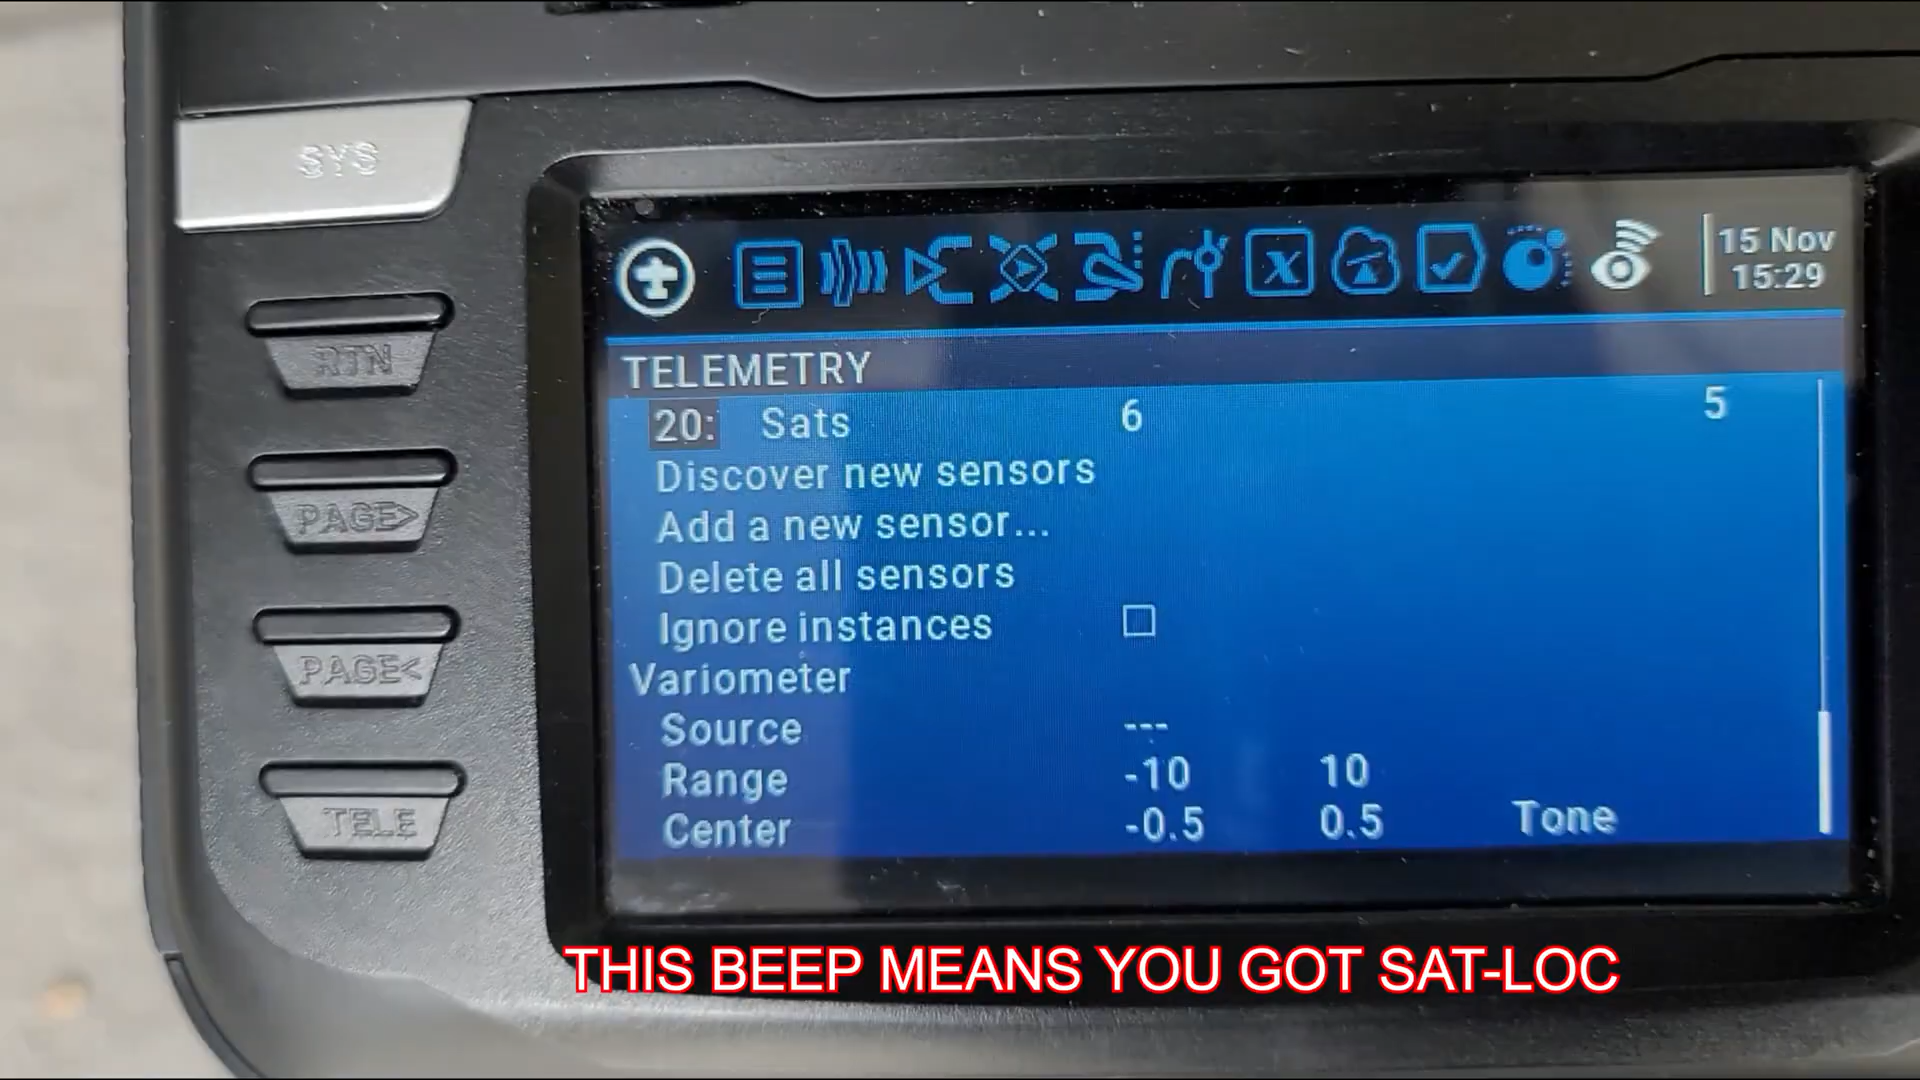 SYS
RTN
PAGE>
PAGE<
TELE
15 Nov
15:29
TELEMETRY
20: Sats 6 5
Discover new sensors
Add a new sensor...
Delete all sensors
Ignore instances
Variometer
Source ---
Range -10 10
Center -0.5 0.5 Tone
THIS BEEP MEANS YOU GOT SAT-LOC